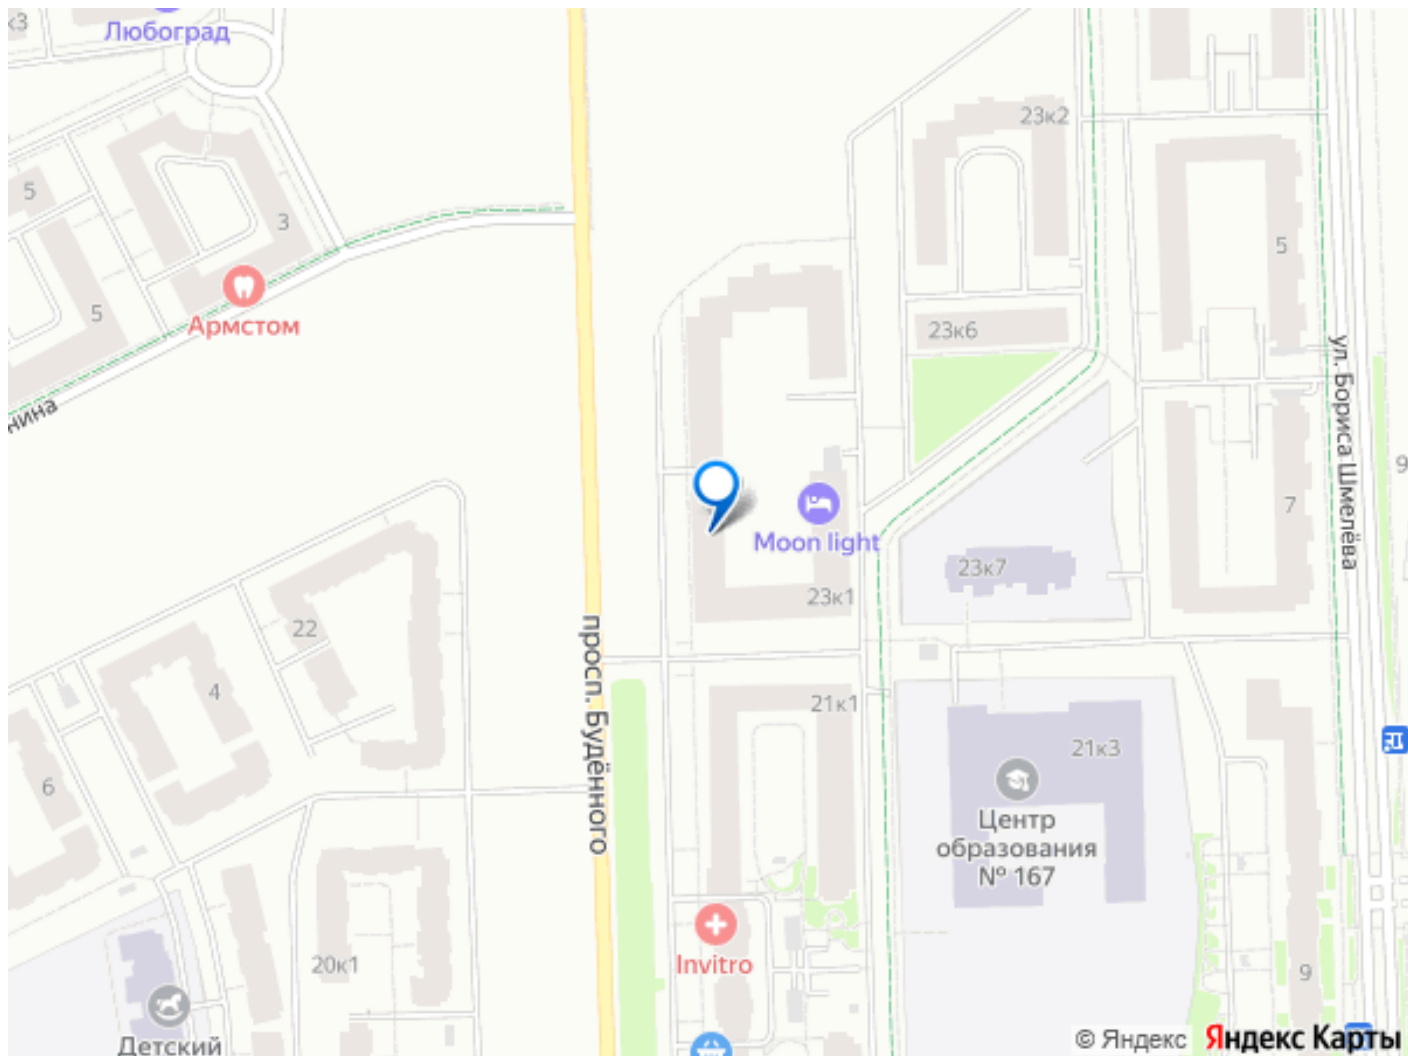 к3
Любоград
23к2
5
3
5
5
Армстом
23к6
ул. Бориса Шмелёва
нина
9
7
Moon light
23к7
23к1
22
просп. Будённого
4
21к1
21к3
6
Центр
образования
№ 167
Invitro
20к1
9
Детский
© Яндекс
Яндекс Карты